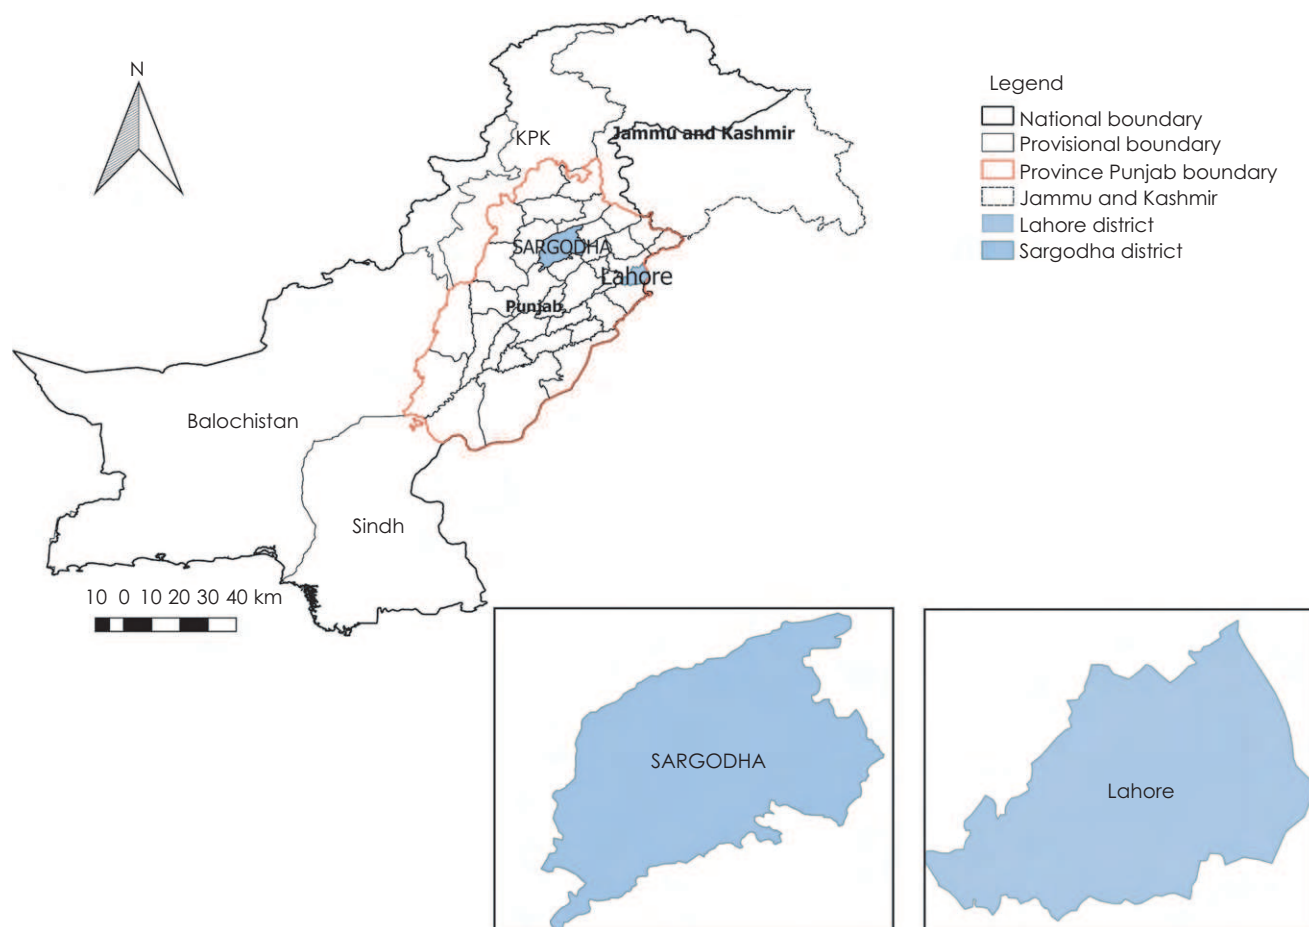 N
KPK
Jammu and Kashmir
SARGODHA
Lahore
Punjab
Balochistan
Sindh
10 0 10 20 30 40 km
Legend
National boundary
Provisional boundary
Province Punjab boundary
Jammu and Kashmir
Lahore district
Sargodha district
SARGODHA
Lahore